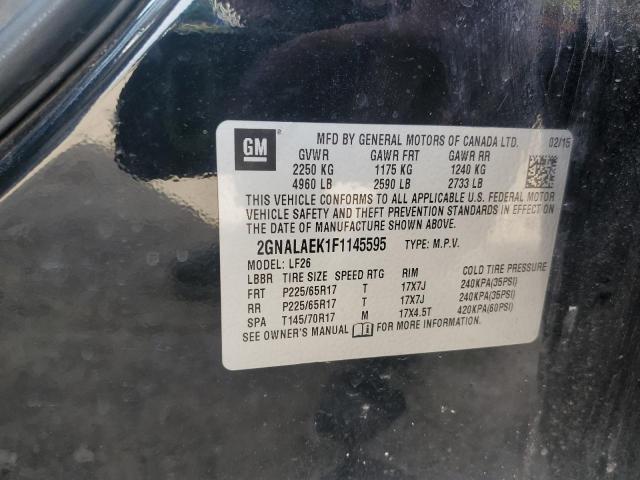 GM MFD BY GENERAL MOTORS OF CANADA LTD. 02/15
GVWR GAWR FRT GAWR RR
2250 KG 1175 KG 1240 KG
4960 LB 2590 LB 2733 LB
THIS VEHICLE CONFORMS TO ALL APPLICABLE U.S. FEDERAL MOTOR
VEHICLE SAFETY AND THEFT PREVENTION STANDARDS IN EFFECT ON
THE DATE OF MANUFACTURE SHOWN ABOVE.
2GNALAEK1F1145595 TYPE: M.P.V.
MODEL: LF26
LBBR TIRE SIZE SPEED RTG RIM COLD TIRE PRESSURE
FRT P225/65R17 T 17X7J 240KPA(35PSI)
RR P225/65R17 T 17X7J 240KPA(35PSI)
SPA T145/70R17 M 17X4.5T 420KPA(60PSI)
SEE OWNER'S MANUAL FOR MORE INFORMATION.